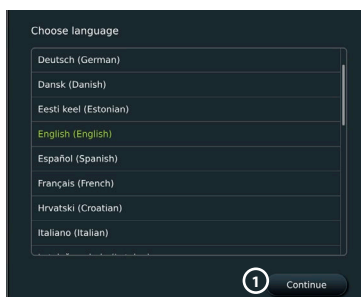 Choose language
Deutsch (German)
Dansk (Danish)
Eesti keel (Estonian)
English (English)
Español (Spanish)
Français (French)
Hrvatski (Croatian)
Italiano (Italian)
1 Continue